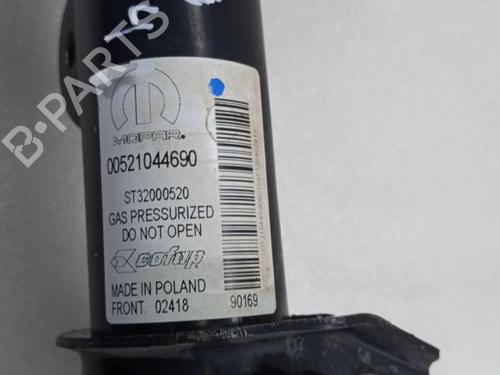 B-PARTS
MOPAR.
00521044690
ST32000520
GAS PRESSURIZED
DO NOT OPEN
cofap
MADE IN POLAND
FRONT 02418 90169